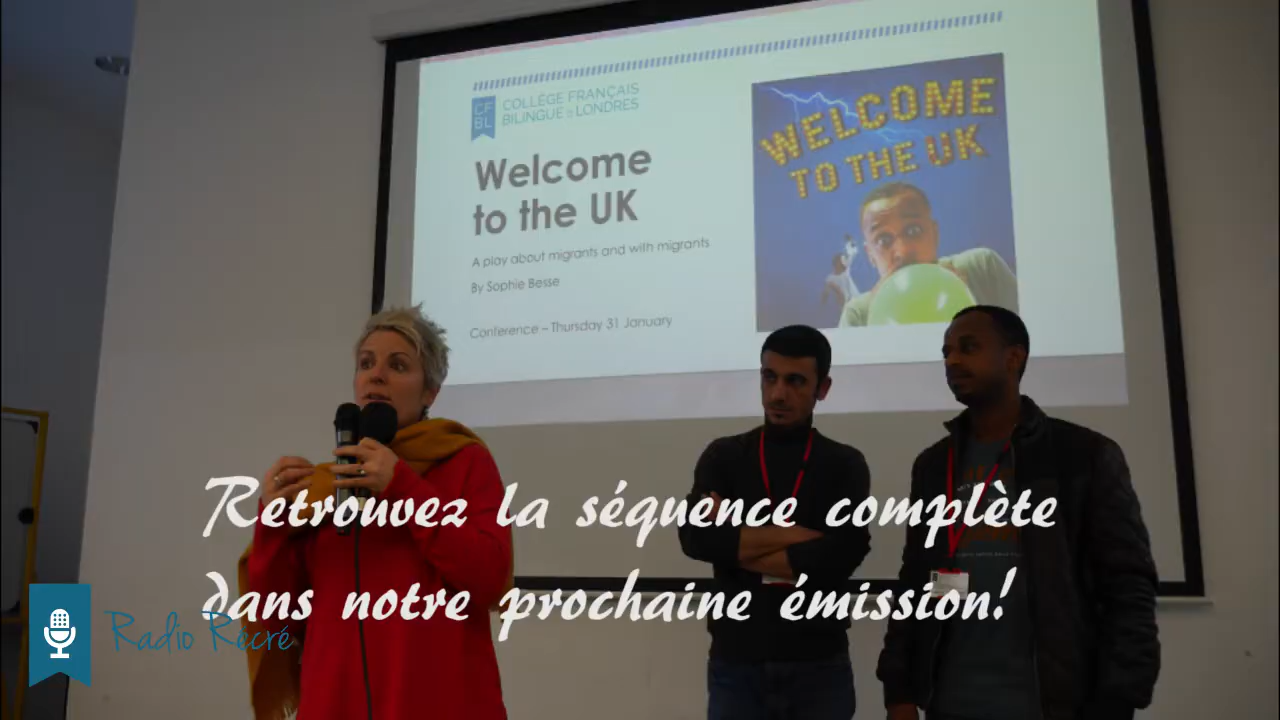 CF
BL
COLLÈGE FRANÇAIS
BILINGUE DE LONDRES
Welcome
to the UK
A play about migrants and with migrants
By Sophie Besse
Conference – Thursday 31 January
WELCOME
TO THE UK
Retrouvez la séquence complète
dans notre prochaine émission!
Radio Récré